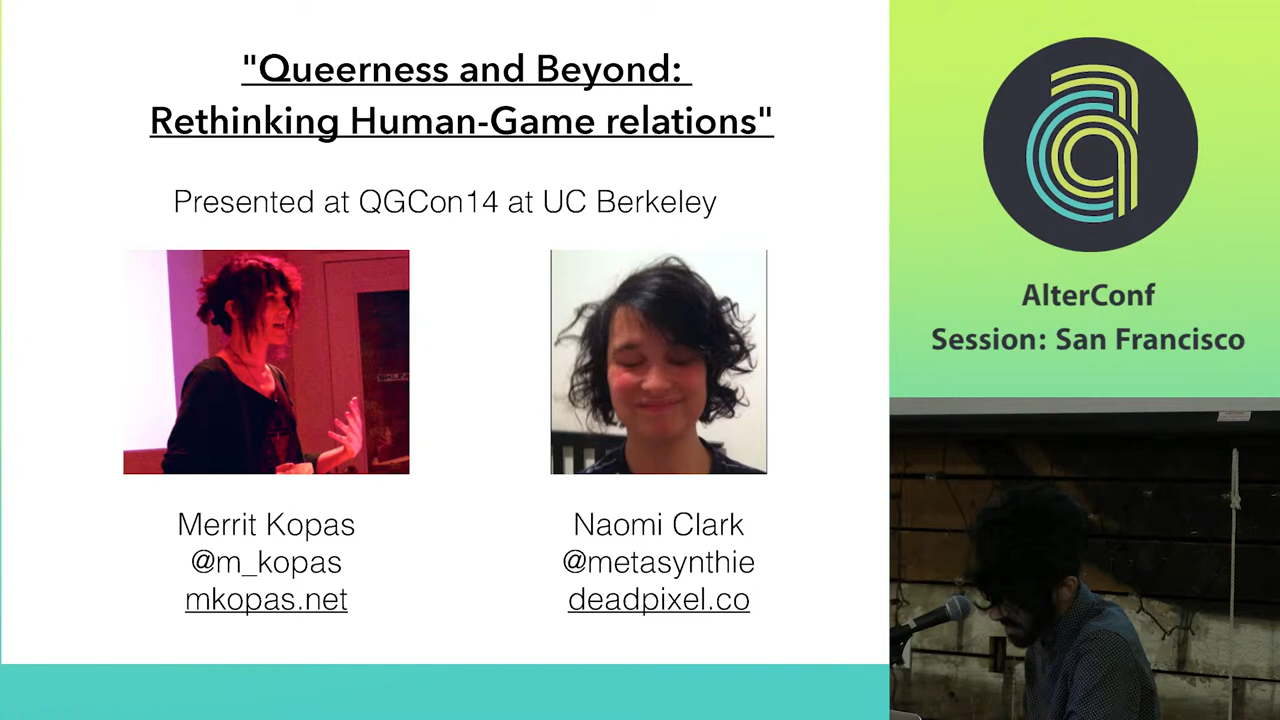 "Queerness and Beyond:
Rethinking Human-Game relations"
Presented at QGCon14 at UC Berkeley
Merrit Kopas
@m_kopas
mkopas.net
Naomi Clark
@metasynthie
deadpixel.co
AlterConf
Session: San Francisco